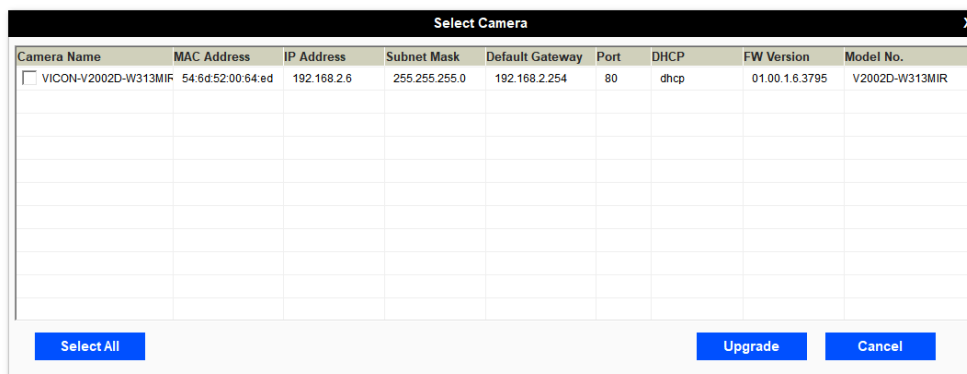 Select Camera
X
Camera Name MAC Address IP Address Subnet Mask Default Gateway Port DHCP FW Version Model No.
VICON-V2002D-W313MIR 54:6d:52:00:64:ed 192.168.2.6 255.255.255.0 192.168.2.254 80 dhcp 01.00.1.6.3795 V2002D-W313MIR
Select All Upgrade Cancel